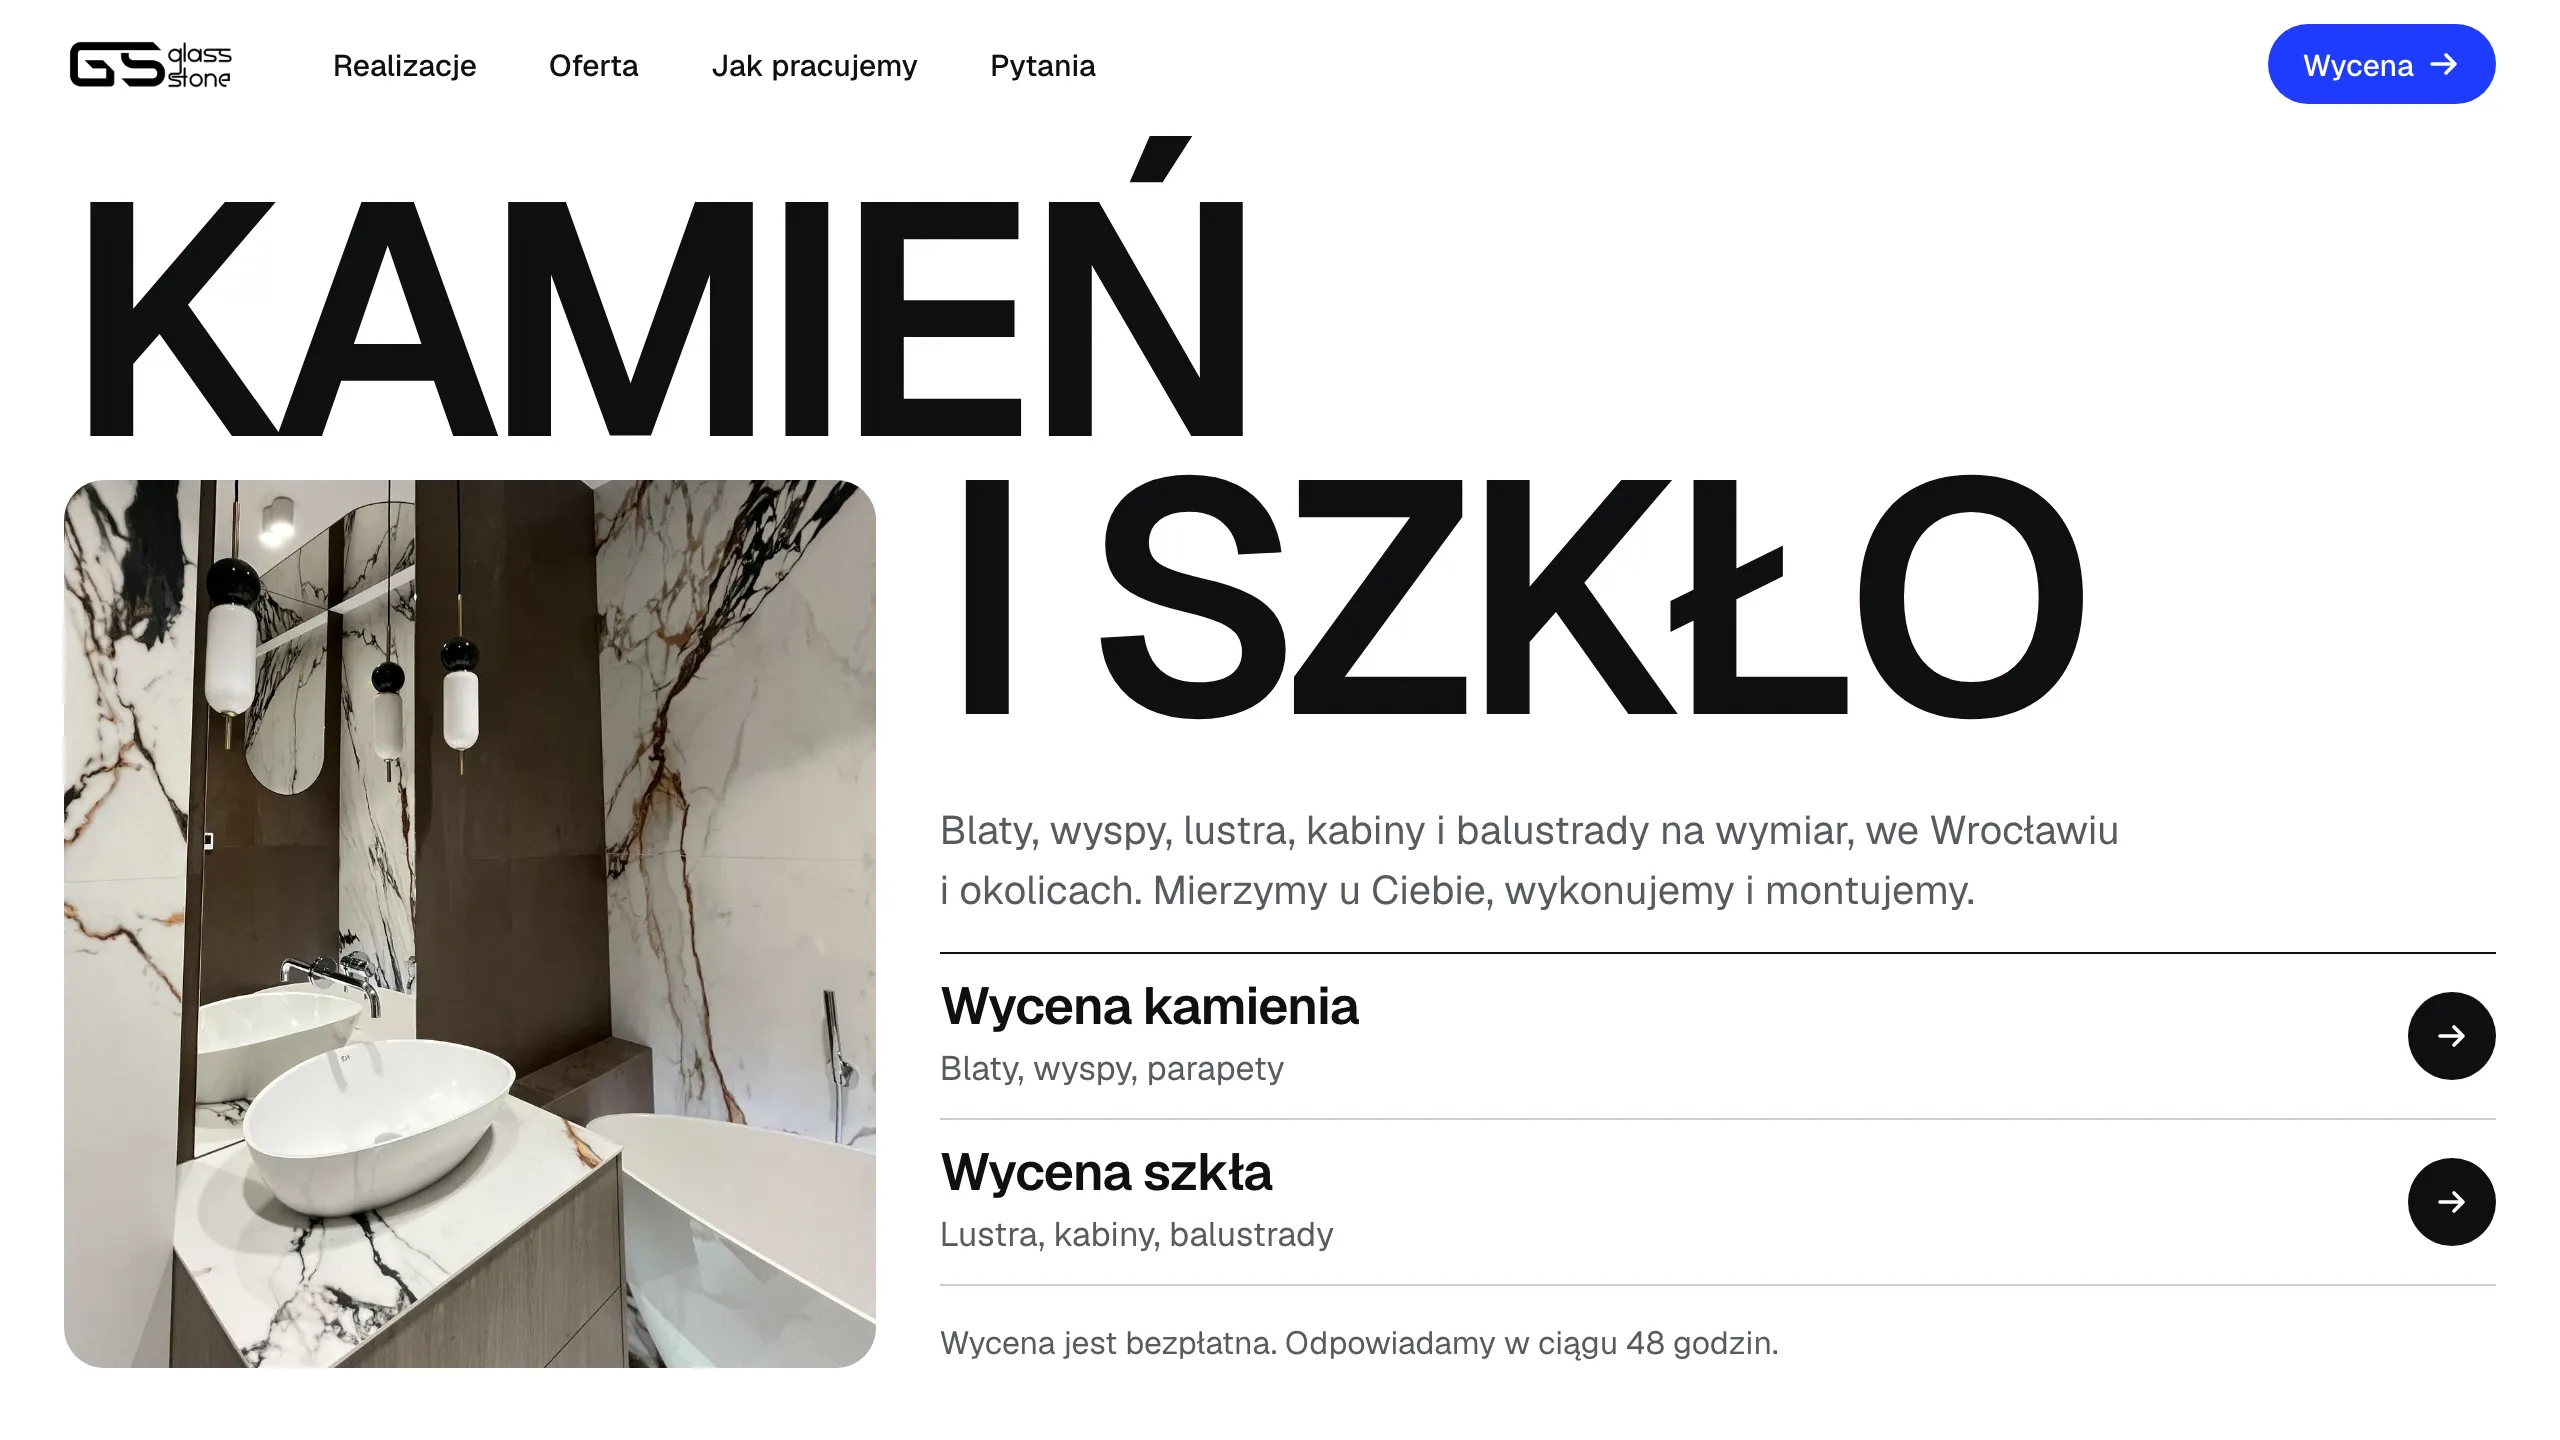 GS glass stone
Realizacje
Oferta
Jak pracujemy
Pytania
Wycena
KAMIEŃ
I SZKŁO
Blaty, wyspy, lustra, kabiny i balustrady na wymiar, we Wrocławiu
i okolicach. Mierzymy u Ciebie, wykonujemy i montujemy.
Wycena kamienia
Blaty, wyspy, parapety
Wycena szkła
Lustra, kabiny, balustrady
Wycena jest bezpłatna. Odpowiadamy w ciągu 48 godzin.